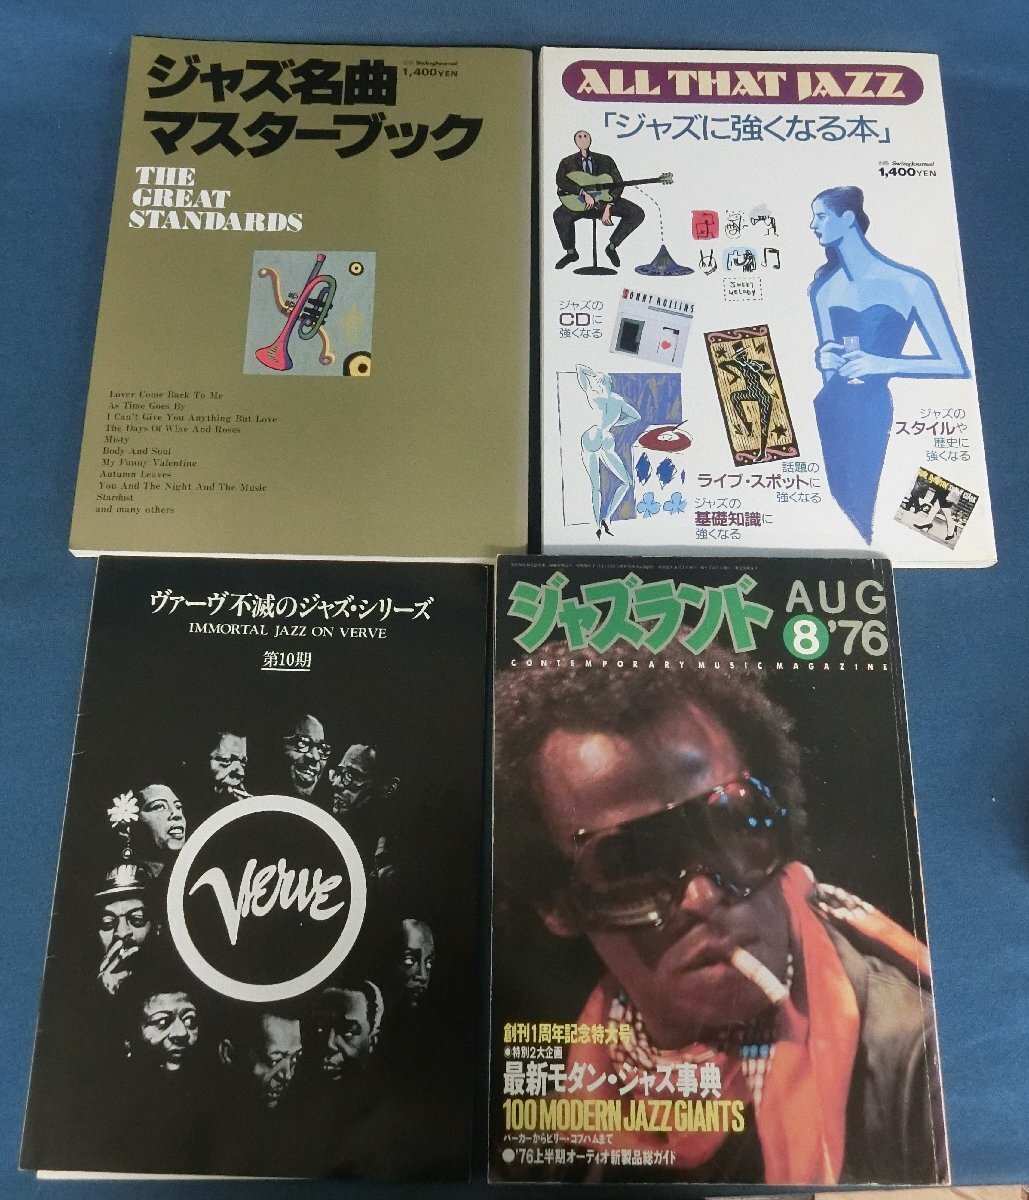 ジャズ名曲
別冊 SwingJournal
1,400YEN
マスターブック
THE
GREAT
STANDARDS
Lover Come Back To Me
As Time Goes By
I Can't Give You Anything But Love
The Days Of Wine And Roses
Misty
Body And Soul
My Funny Valentine
Autumn Leaves
You And The Night And The Music
Stardust
and many others
ALL THAT JAZZ
「ジャズに強くなる本」
別冊 SwingJournal
1,400YEN
SWEET
MELODY
ジャズの
CDに
強くなる
SONNY ROLLINS
ジャズの
スタイルや
歴史に
強くなる
話題の
ライブ・スポットに
強くなる
ジャズの
基礎知識に
強くなる
ヴァーヴ不滅のジャズ・シリーズ
IMMORTAL JAZZ ON VERVE
第10期
Verve
ジャズランド
AUG
8 '76
CONTEMPORARY MUSIC MAGAZINE
創刊1周年記念特大号
●特別2大企画
最新モダン・ジャズ事典
100 MODERN JAZZ GIANTS
パーカーからビリー・コブハムまで
●'76上半期オーディオ新製品総ガイド